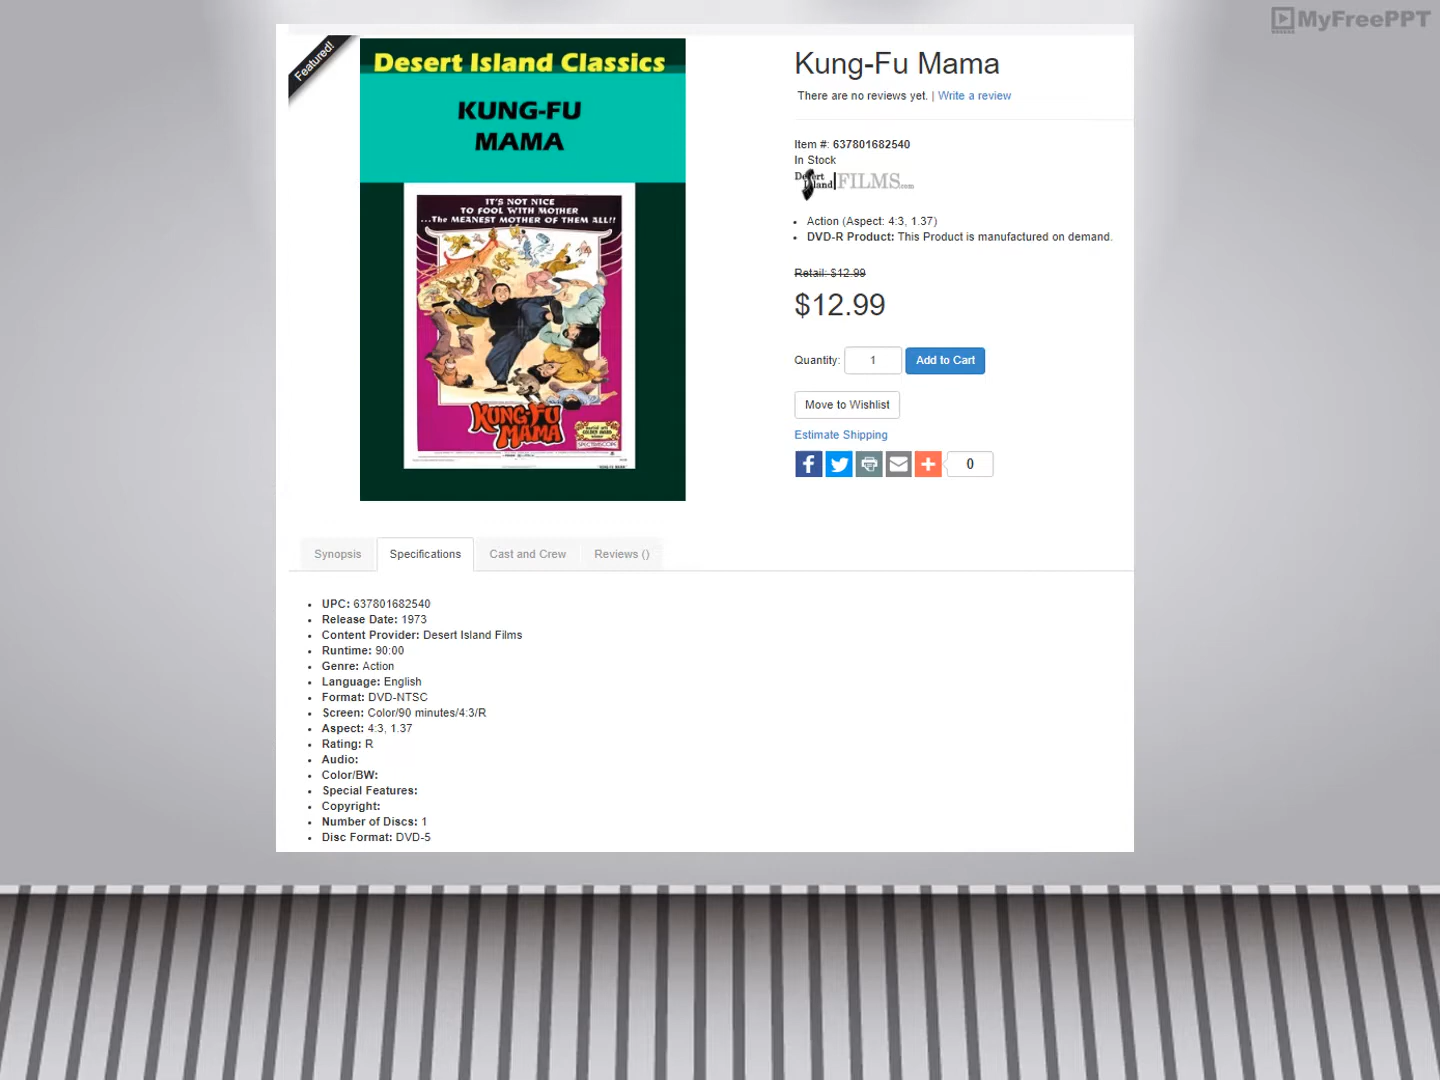 MyFreePPT
Featured!
Desert Island Classics
KUNG-FU
MAMA
IT'S NOT NICE
TO FOOL WITH MOTHER
...The MEANEST MOTHER OF THEM ALL!!
KUNG-FU
MAMA
SPECTRASCOPE
Kung-Fu Mama
There are no reviews yet. | Write a review
Item #: 637801682540
In Stock
Desert Island FILMS.com
• Action (Aspect: 4:3, 1.37)
• DVD-R Product: This Product is manufactured on demand.
Retail: $12.99
$12.99
Quantity: 1 Add to Cart
Move to Wishlist
Estimate Shipping
0
Synopsis Specifications Cast and Crew Reviews ()
• UPC: 637801682540
• Release Date: 1973
• Content Provider: Desert Island Films
• Runtime: 90:00
• Genre: Action
• Language: English
• Format: DVD-NTSC
• Screen: Color/90 minutes/4:3/R
• Aspect: 4:3, 1.37
• Rating: R
• Audio:
• Color/BW:
• Special Features:
• Copyright:
• Number of Discs: 1
• Disc Format: DVD-5